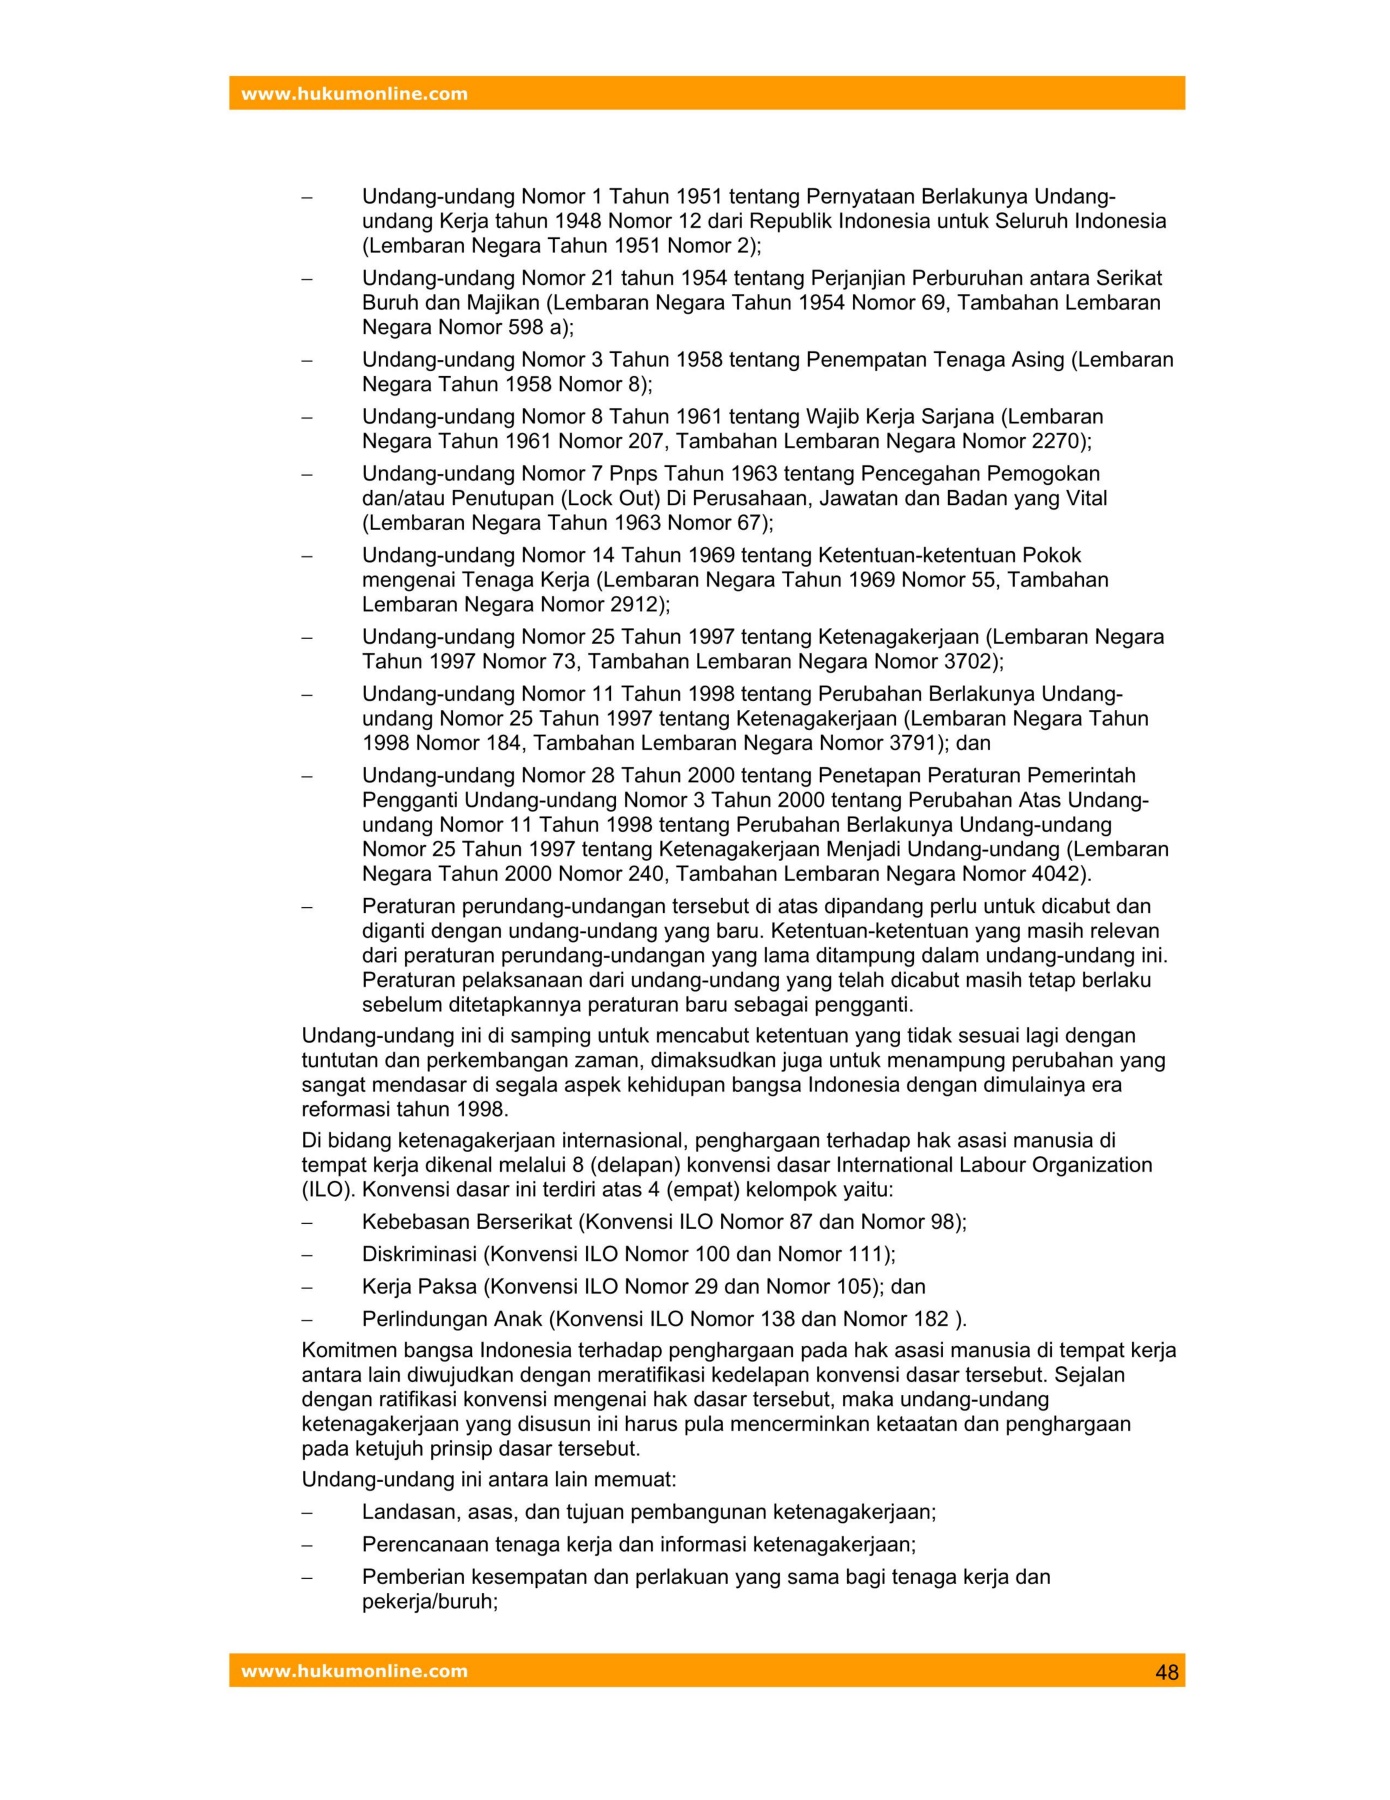 www.hukumonline.com
– Undang-undang Nomor 1 Tahun 1951 tentang Pernyataan Berlakunya Undang-
undang Kerja tahun 1948 Nomor 12 dari Republik Indonesia untuk Seluruh Indonesia
(Lembaran Negara Tahun 1951 Nomor 2);
– Undang-undang Nomor 21 tahun 1954 tentang Perjanjian Perburuhan antara Serikat
Buruh dan Majikan (Lembaran Negara Tahun 1954 Nomor 69, Tambahan Lembaran
Negara Nomor 598 a);
– Undang-undang Nomor 3 Tahun 1958 tentang Penempatan Tenaga Asing (Lembaran
Negara Tahun 1958 Nomor 8);
– Undang-undang Nomor 8 Tahun 1961 tentang Wajib Kerja Sarjana (Lembaran
Negara Tahun 1961 Nomor 207, Tambahan Lembaran Negara Nomor 2270);
– Undang-undang Nomor 7 Pnps Tahun 1963 tentang Pencegahan Pemogokan
dan/atau Penutupan (Lock Out) Di Perusahaan, Jawatan dan Badan yang Vital
(Lembaran Negara Tahun 1963 Nomor 67);
– Undang-undang Nomor 14 Tahun 1969 tentang Ketentuan-ketentuan Pokok
mengenai Tenaga Kerja (Lembaran Negara Tahun 1969 Nomor 55, Tambahan
Lembaran Negara Nomor 2912);
– Undang-undang Nomor 25 Tahun 1997 tentang Ketenagakerjaan (Lembaran Negara
Tahun 1997 Nomor 73, Tambahan Lembaran Negara Nomor 3702);
– Undang-undang Nomor 11 Tahun 1998 tentang Perubahan Berlakunya Undang-
undang Nomor 25 Tahun 1997 tentang Ketenagakerjaan (Lembaran Negara Tahun
1998 Nomor 184, Tambahan Lembaran Negara Nomor 3791); dan
– Undang-undang Nomor 28 Tahun 2000 tentang Penetapan Peraturan Pemerintah
Pengganti Undang-undang Nomor 3 Tahun 2000 tentang Perubahan Atas Undang-
undang Nomor 11 Tahun 1998 tentang Perubahan Berlakunya Undang-undang
Nomor 25 Tahun 1997 tentang Ketenagakerjaan Menjadi Undang-undang (Lembaran
Negara Tahun 2000 Nomor 240, Tambahan Lembaran Negara Nomor 4042).
– Peraturan perundang-undangan tersebut di atas dipandang perlu untuk dicabut dan
diganti dengan undang-undang yang baru. Ketentuan-ketentuan yang masih relevan
dari peraturan perundang-undangan yang lama ditampung dalam undang-undang ini.
Peraturan pelaksanaan dari undang-undang yang telah dicabut masih tetap berlaku
sebelum ditetapkannya peraturan baru sebagai pengganti.
Undang-undang ini di samping untuk mencabut ketentuan yang tidak sesuai lagi dengan
tuntutan dan perkembangan zaman, dimaksudkan juga untuk menampung perubahan yang
sangat mendasar di segala aspek kehidupan bangsa Indonesia dengan dimulainya era
reformasi tahun 1998.
Di bidang ketenagakerjaan internasional, penghargaan terhadap hak asasi manusia di
tempat kerja dikenal melalui 8 (delapan) konvensi dasar International Labour Organization
(ILO). Konvensi dasar ini terdiri atas 4 (empat) kelompok yaitu:
– Kebebasan Berserikat (Konvensi ILO Nomor 87 dan Nomor 98);
– Diskriminasi (Konvensi ILO Nomor 100 dan Nomor 111);
– Kerja Paksa (Konvensi ILO Nomor 29 dan Nomor 105); dan
– Perlindungan Anak (Konvensi ILO Nomor 138 dan Nomor 182 ).
Komitmen bangsa Indonesia terhadap penghargaan pada hak asasi manusia di tempat kerja
antara lain diwujudkan dengan meratifikasi kedelapan konvensi dasar tersebut. Sejalan
dengan ratifikasi konvensi mengenai hak dasar tersebut, maka undang-undang
ketenagakerjaan yang disusun ini harus pula mencerminkan ketaatan dan penghargaan
pada ketujuh prinsip dasar tersebut.
Undang-undang ini antara lain memuat:
– Landasan, asas, dan tujuan pembangunan ketenagakerjaan;
– Perencanaan tenaga kerja dan informasi ketenagakerjaan;
– Pemberian kesempatan dan perlakuan yang sama bagi tenaga kerja dan
pekerja/buruh;
www.hukumonline.com 48